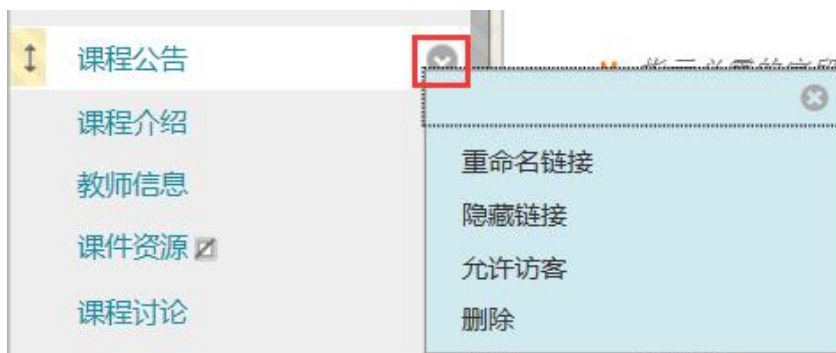 课程公告
课程介绍
教师信息
课件资源
课程讨论
重命名链接
隐藏链接
允许访客
删除